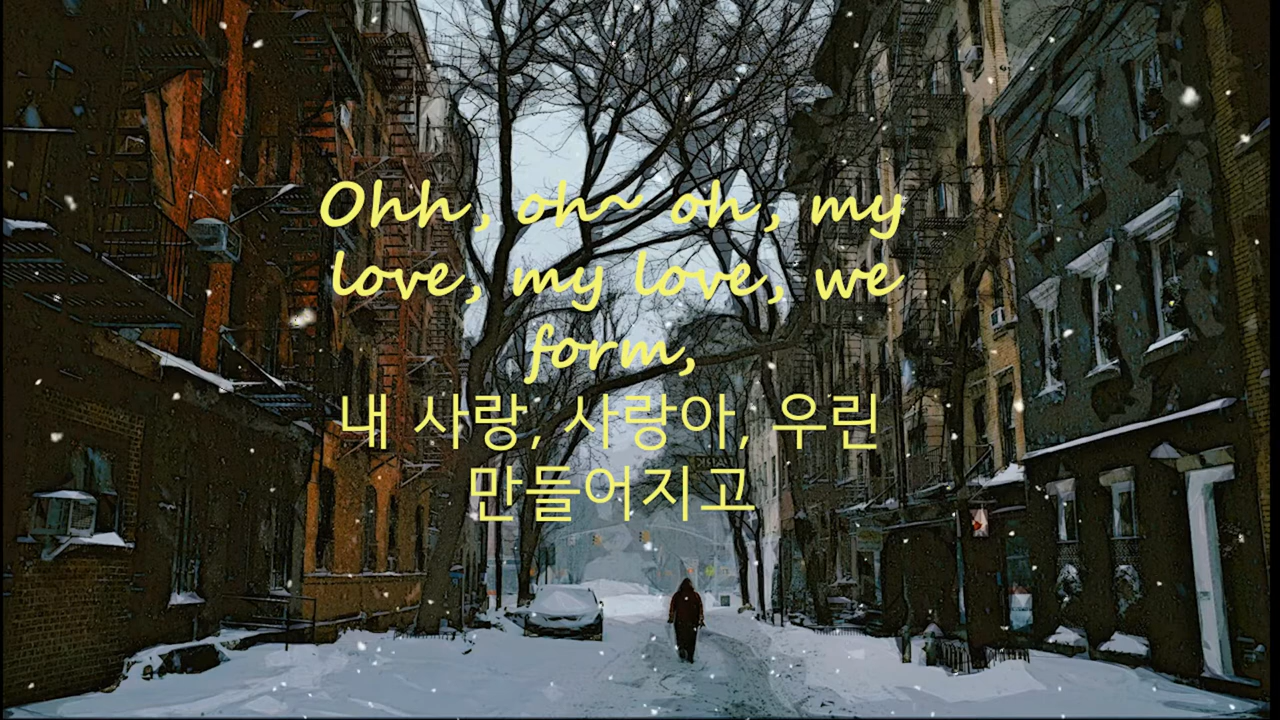 Ohh, oh~ oh, my
love, my love, we
form,
내 사랑, 사랑아, 우린
만들어지고